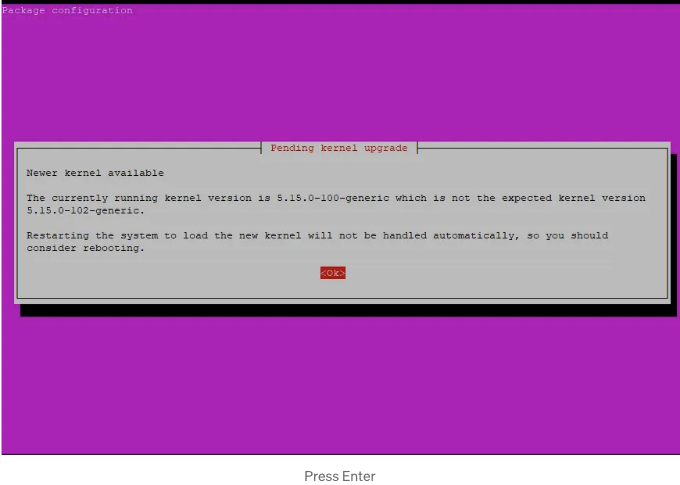 Package configuration
Pending kernel upgrade
Newer kernel available
The currently running kernel version is 5.15.0-100-generic which is not the expected kernel version
5.15.0-102-generic.
Restarting the system to load the new kernel will not be handled automatically, so you should
consider rebooting.
<Ok>
Press Enter